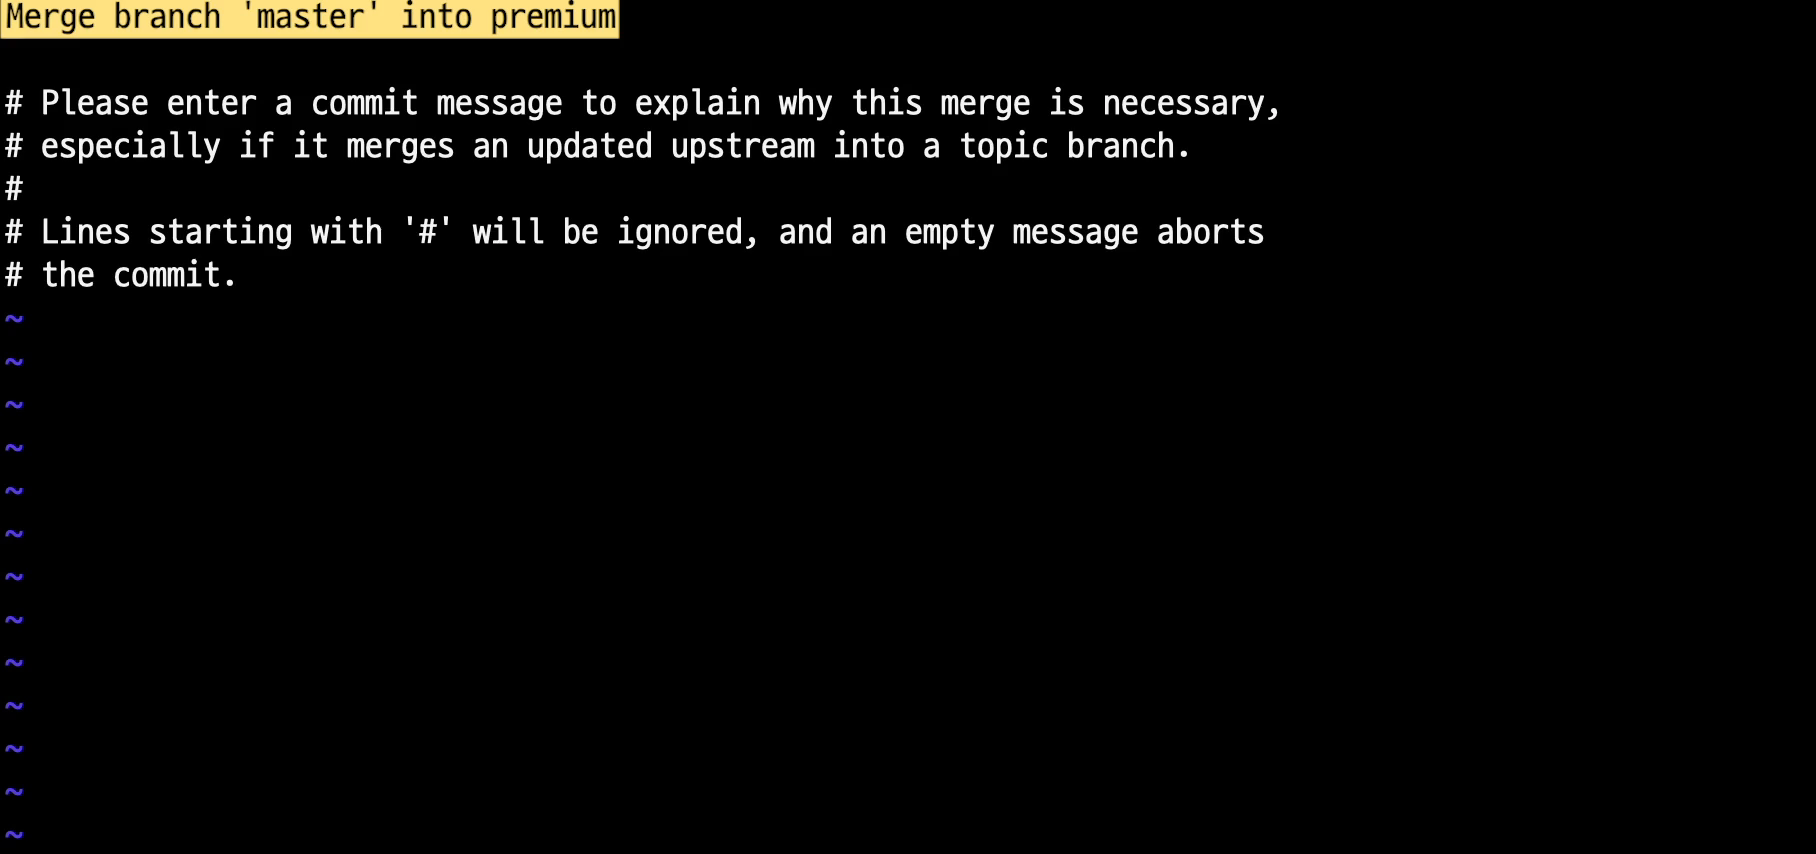 Merge branch 'master' into premium
# Please enter a commit message to explain why this merge is necessary,
# especially if it merges an updated upstream into a topic branch.
#
# Lines starting with '#' will be ignored, and an empty message aborts
# the commit.
~
~
~
~
~
~
~
~
~
~
~
~
~